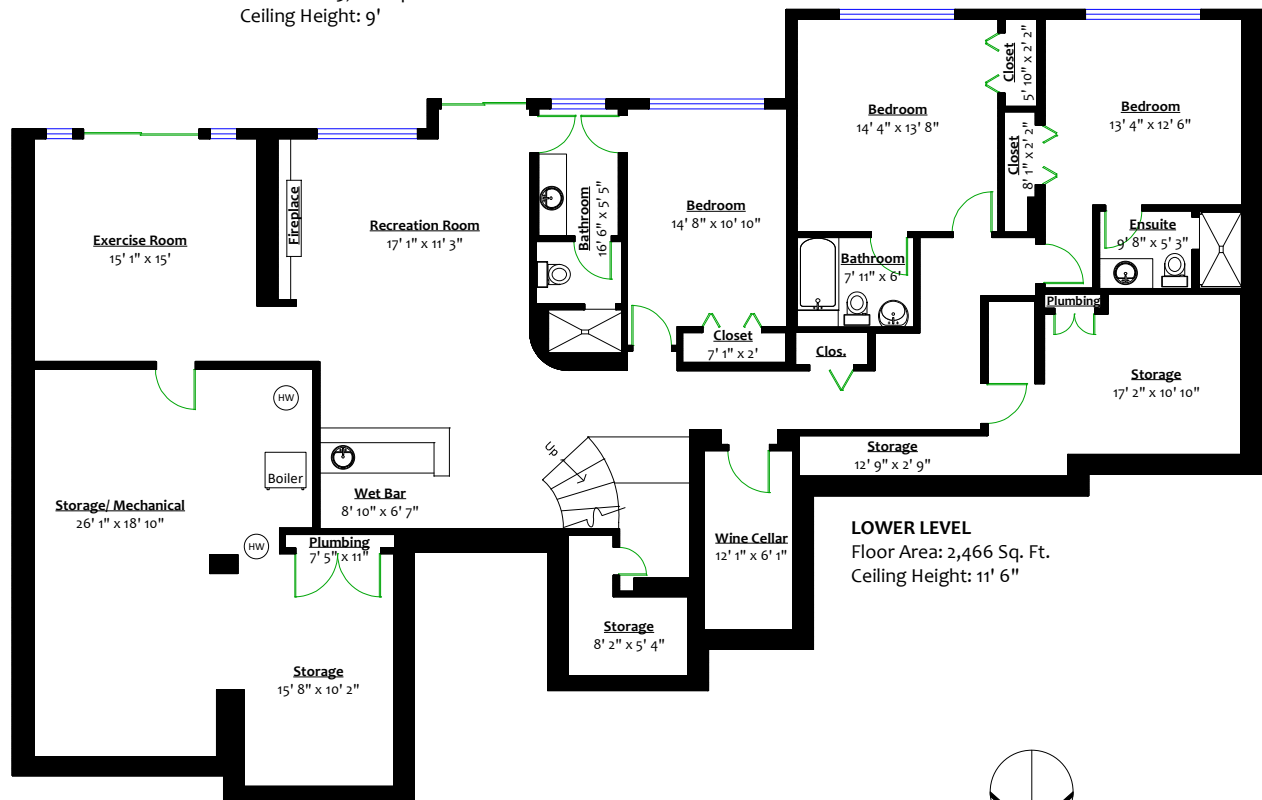 Ceiling Height: 9'
Closet
5' 10" x 2' 2"
Bedroom
14' 4" x 13' 8"
Bedroom
13' 4" x 12' 6"
Closet
8' 1" x 2' 2"
Fireplace
Exercise Room
15' 1" x 15'
Recreation Room
17' 1" x 11' 3"
Bathroom
16' 6" x 5' 5"
Bedroom
14' 8" x 10' 10"
Ensuite
9' 8" x 5' 3"
Bathroom
7' 11" x 6'
Plumbing
Closet
7' 1" x 2'
Clos.
Storage
17' 2" x 10' 10"
HW
Up
Storage
12' 9" x 2' 9"
Boiler
Wet Bar
8' 10" x 6' 7"
Storage/ Mechanical
26' 1" x 18' 10"
HW
Plumbing
7' 5" x 11"
Wine Cellar
12' 1" x 6' 1"
LOWER LEVEL
Floor Area: 2,466 Sq. Ft.
Ceiling Height: 11' 6"
Storage
8' 2" x 5' 4"
Storage
15' 8" x 10' 2"